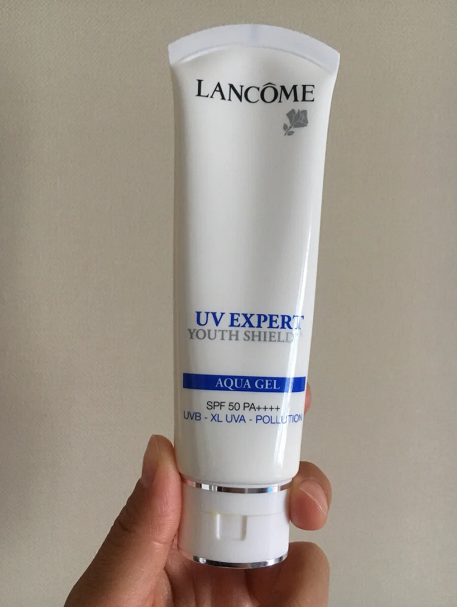 LANCÔME
UV EXPERT
YOUTH SHIELD
AQUA GEL
SPF 50 PA++++
UVB - XL UVA - POLLUTION